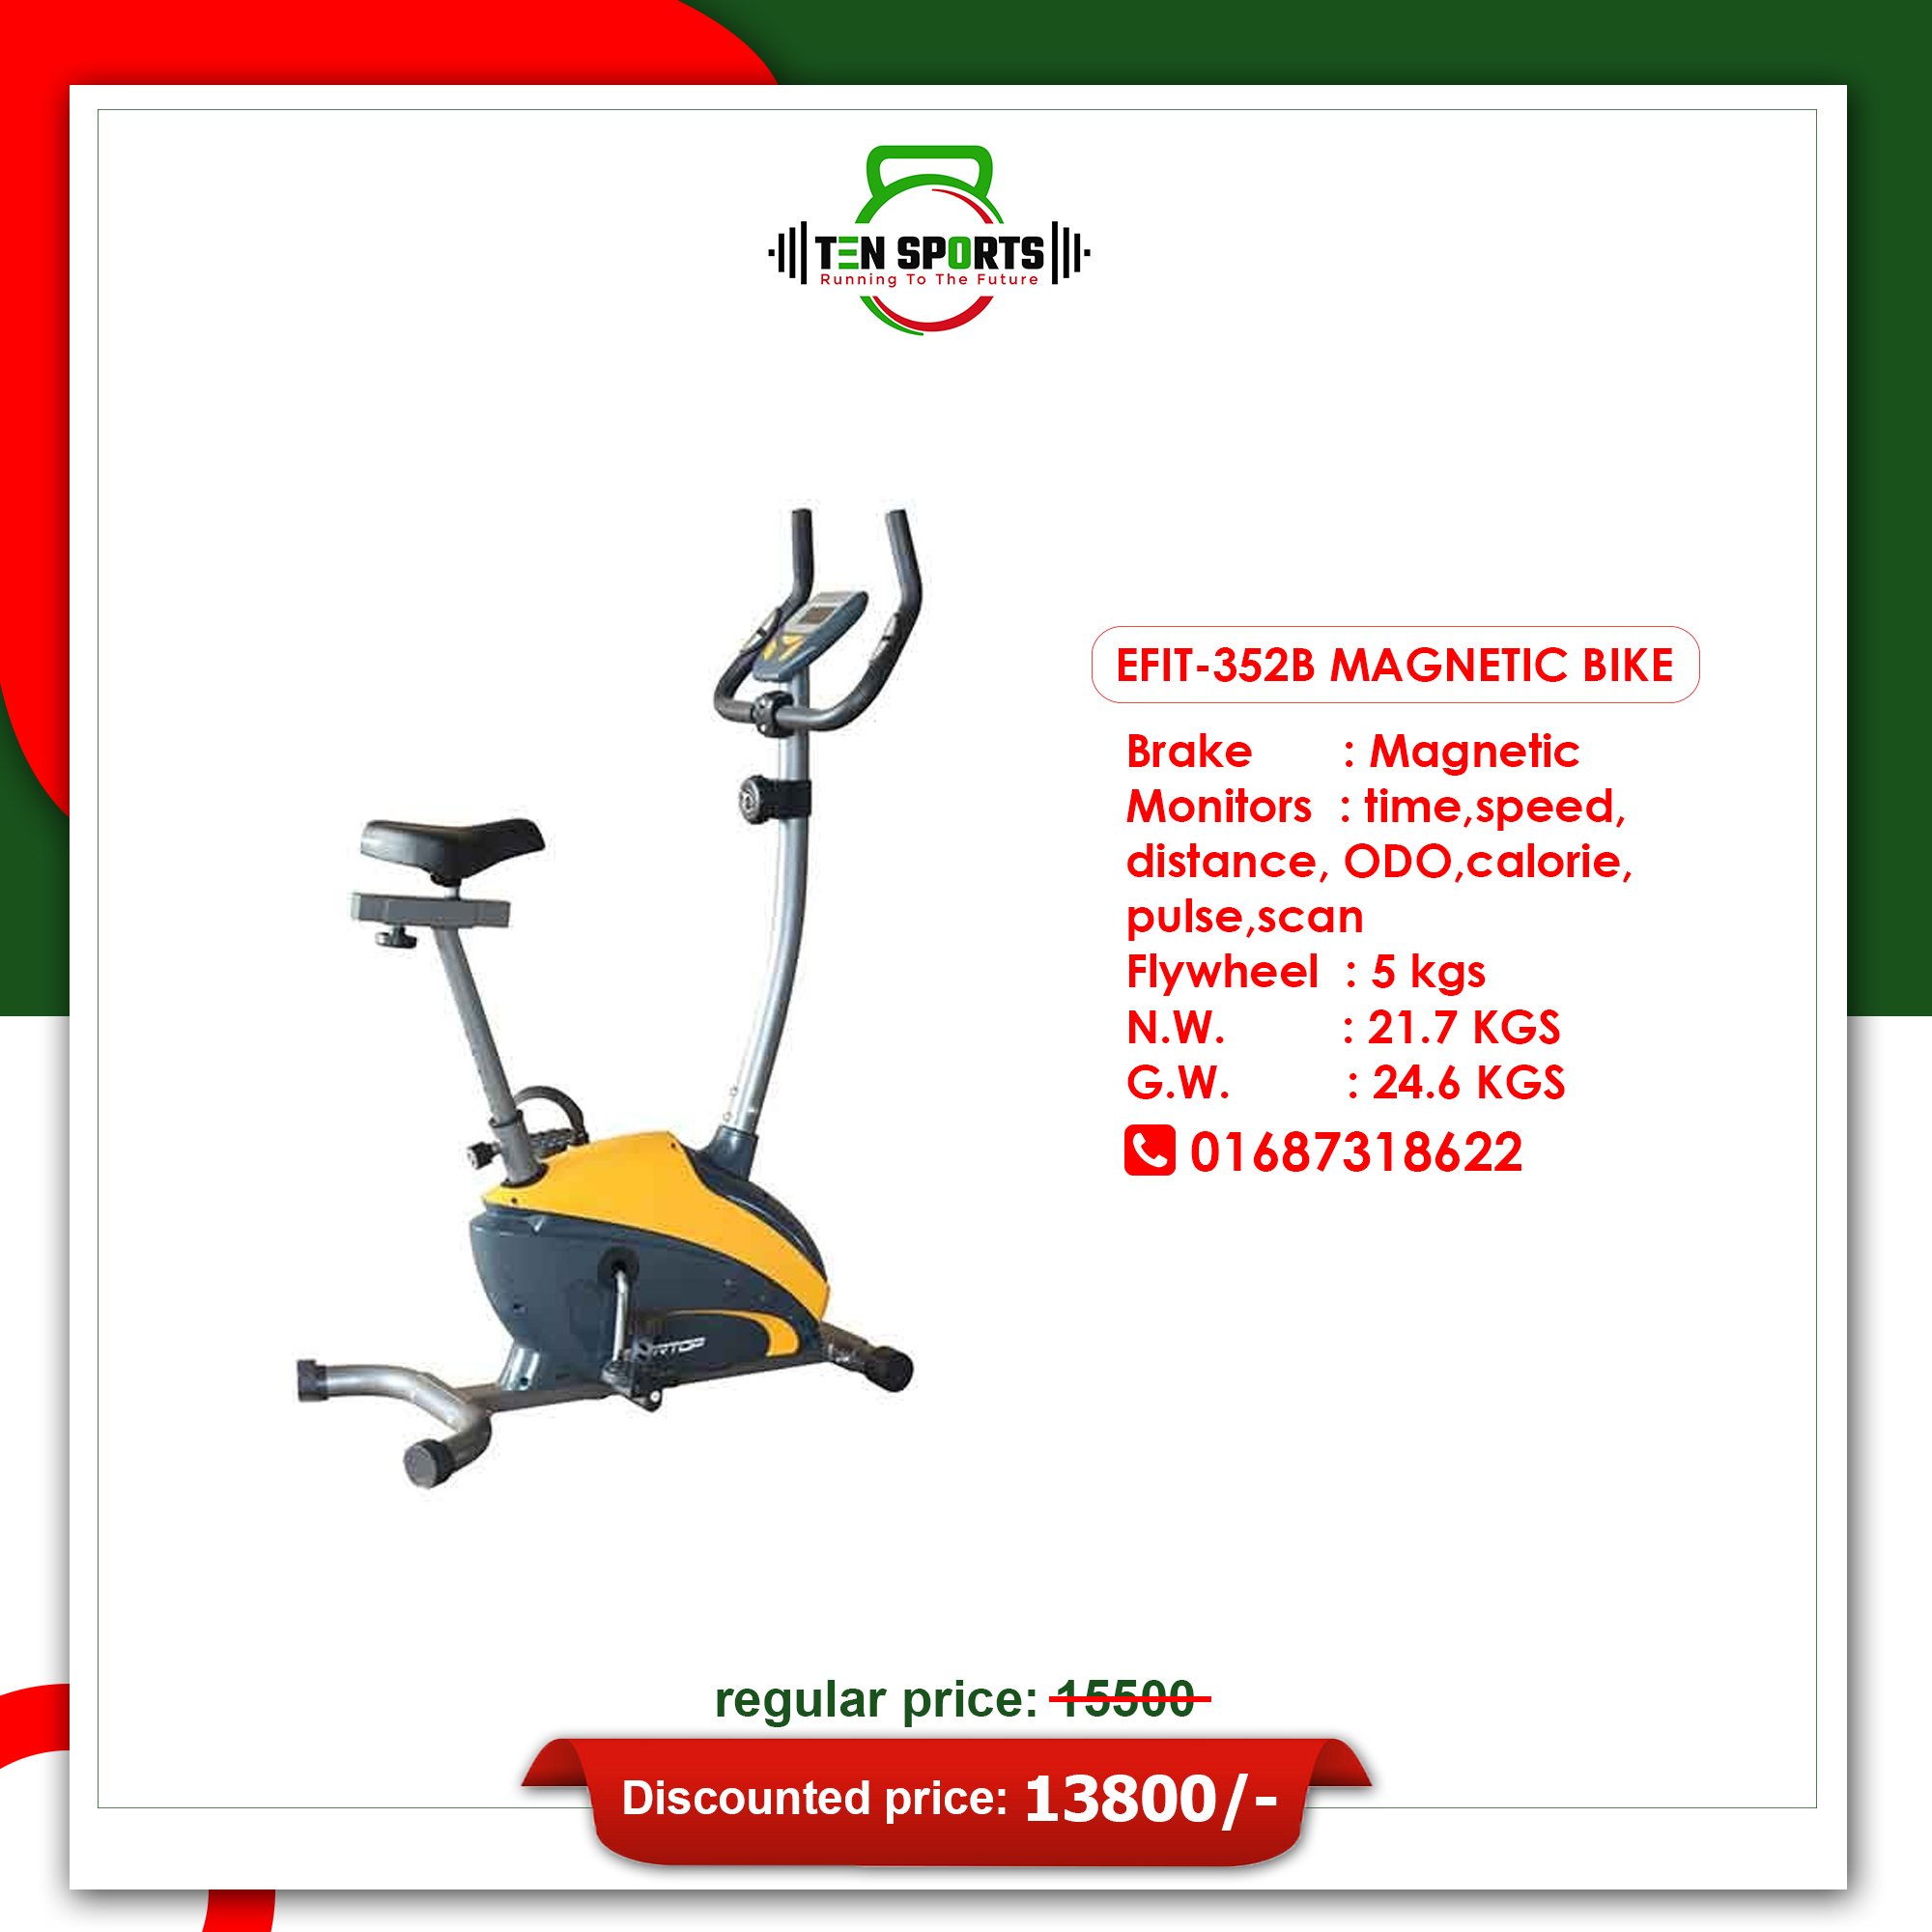 TEN SPORTS
Running To The Future
EFIT-352B MAGNETIC BIKE
Brake : Magnetic
Monitors : time,speed,
distance, ODO,calorie,
pulse,scan
Flywheel : 5 kgs
N.W. : 21.7 KGS
G.W. : 24.6 KGS
01687318622
regular price: 15500
Discounted price: 13800/-